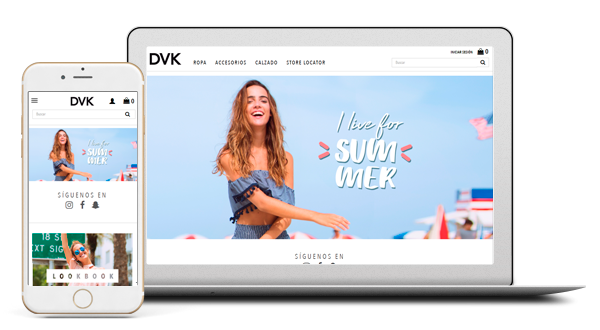 DVK
Buscar
I live for
SUM
MER
SÍGUENOS EN
LOOKBOOK
DVK
ROPA ACCESORIOS CALZADO STORE LOCATOR
INICIAR SESIÓN 0
Buscar
I live for
SUM
MER
SÍGUENOS EN